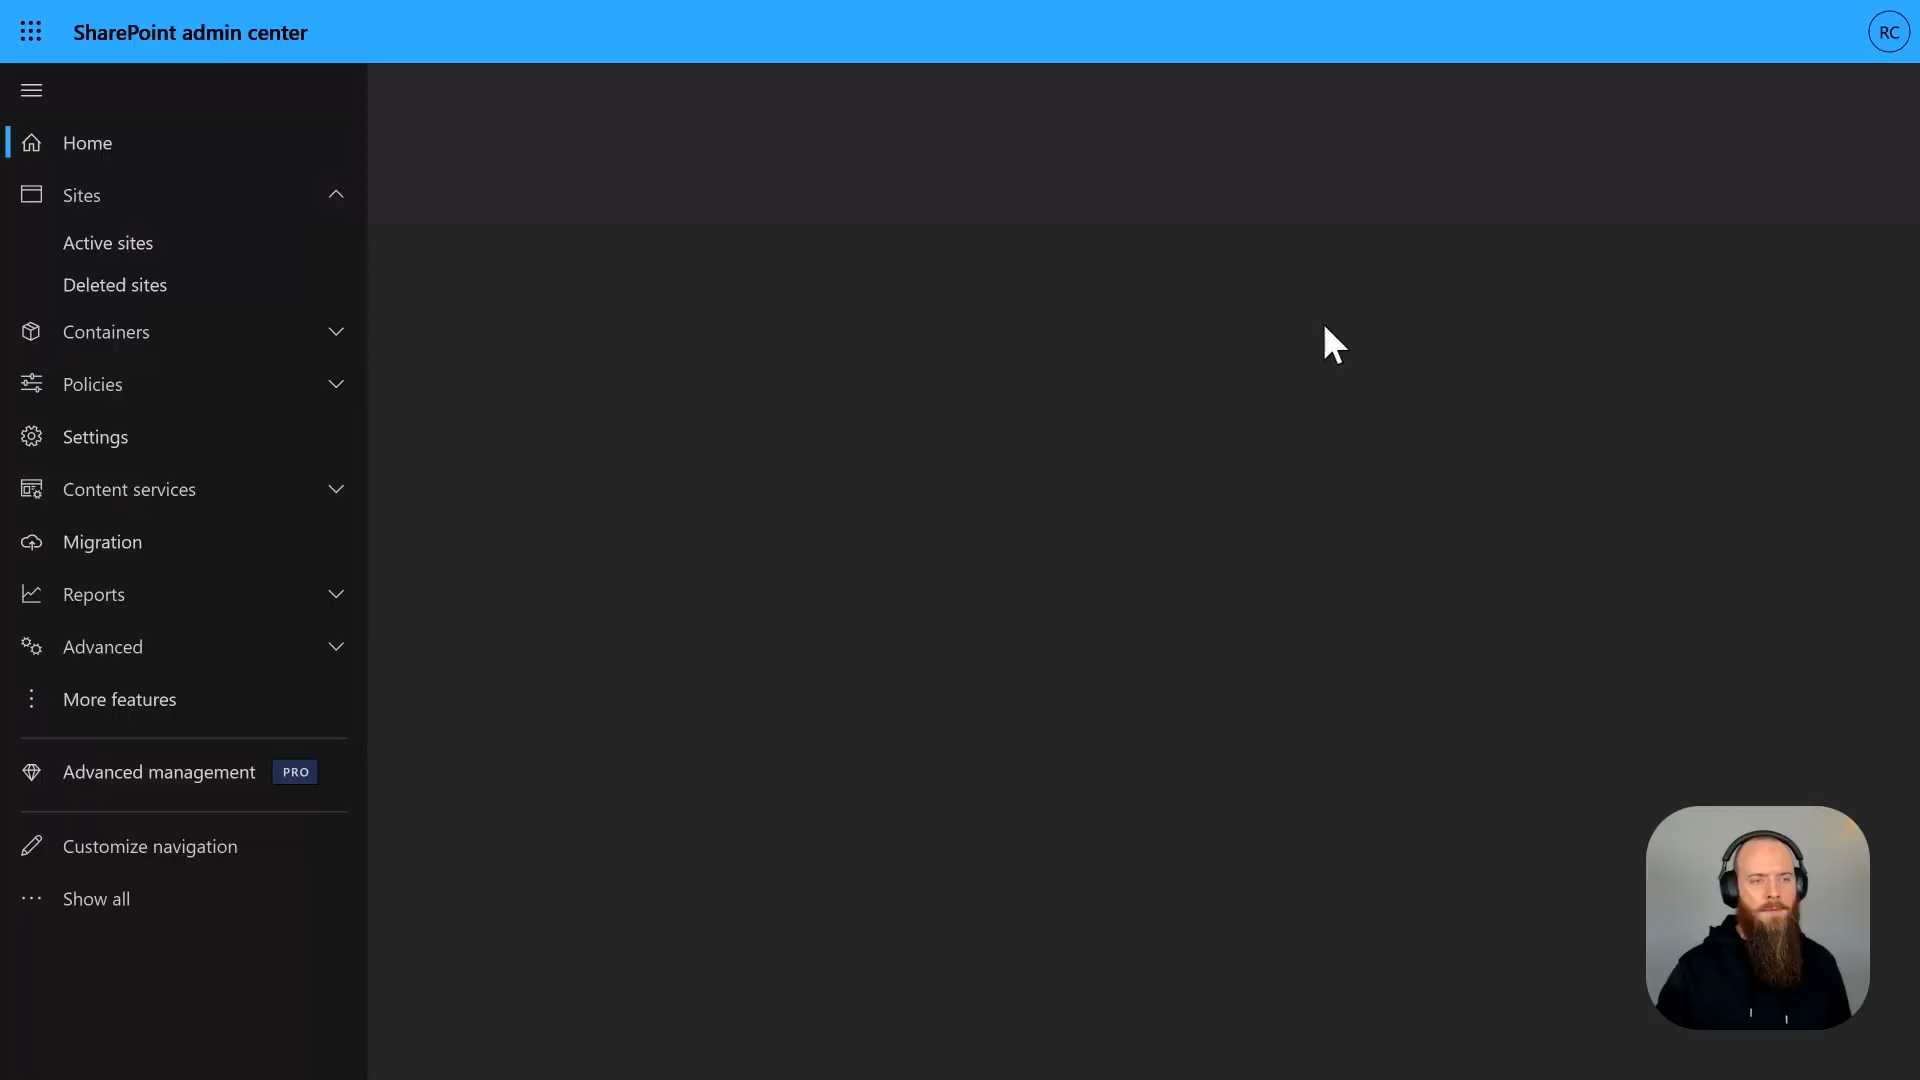 SharePoint admin center
RC
Home
Sites
Active sites
Deleted sites
Containers
Policies
Settings
Content services
Migration
Reports
Advanced
More features
Advanced management PRO
Customize navigation
Show all